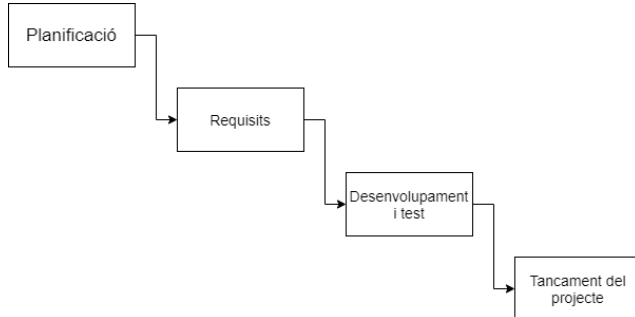 Planificació
Requisits
Desenvolupament
i test
Tancament del
projecte